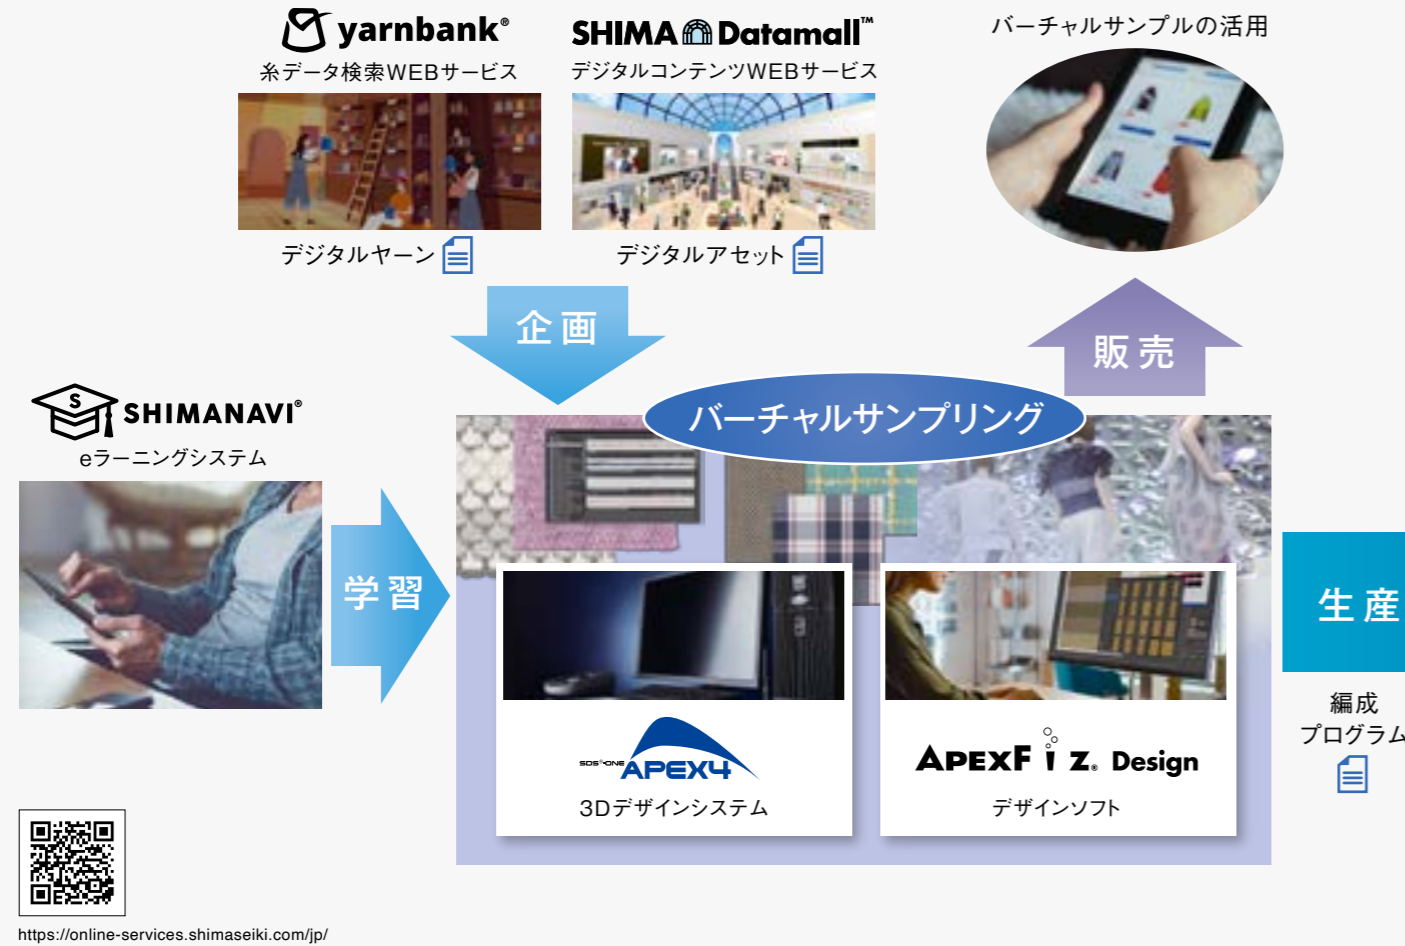 yarnbank®
糸データ検索WEBサービス
デジタルヤーン
SHIMA Datamall™
デジタルコンテンツWEBサービス
デジタルアセット
バーチャルサンプルの活用
企画
販売
S SHIMANAVI®
eラーニングシステム
学習
バーチャルサンプリング
SDS®-ONE APEX4
3Dデザインシステム
APEXFiz® Design
デザインソフト
生産
編成
プログラム
https://online-services.shimaseiki.com/jp/